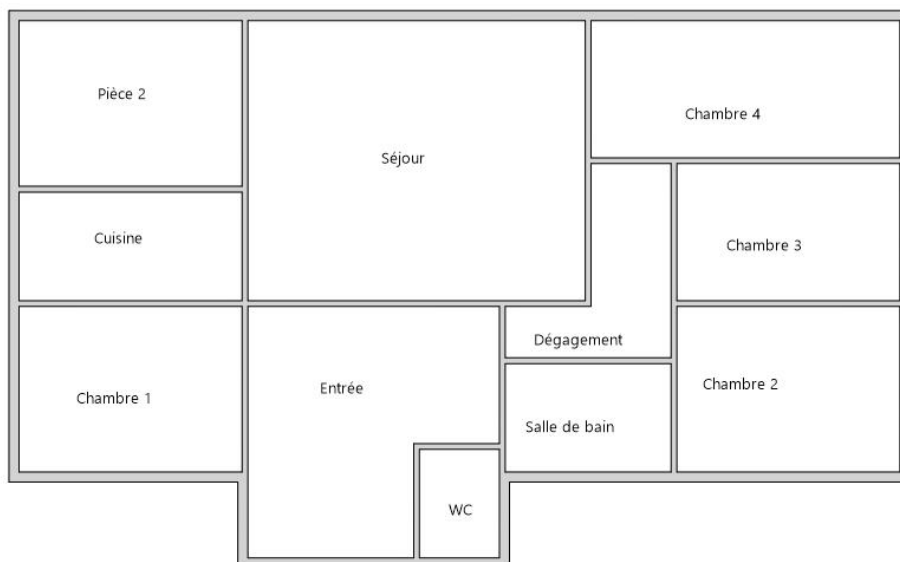 Pièce 2
Chambre 4
Séjour
Cuisine
Chambre 3
Dégagement
Entrée
Chambre 2
Chambre 1
Salle de bain
WC